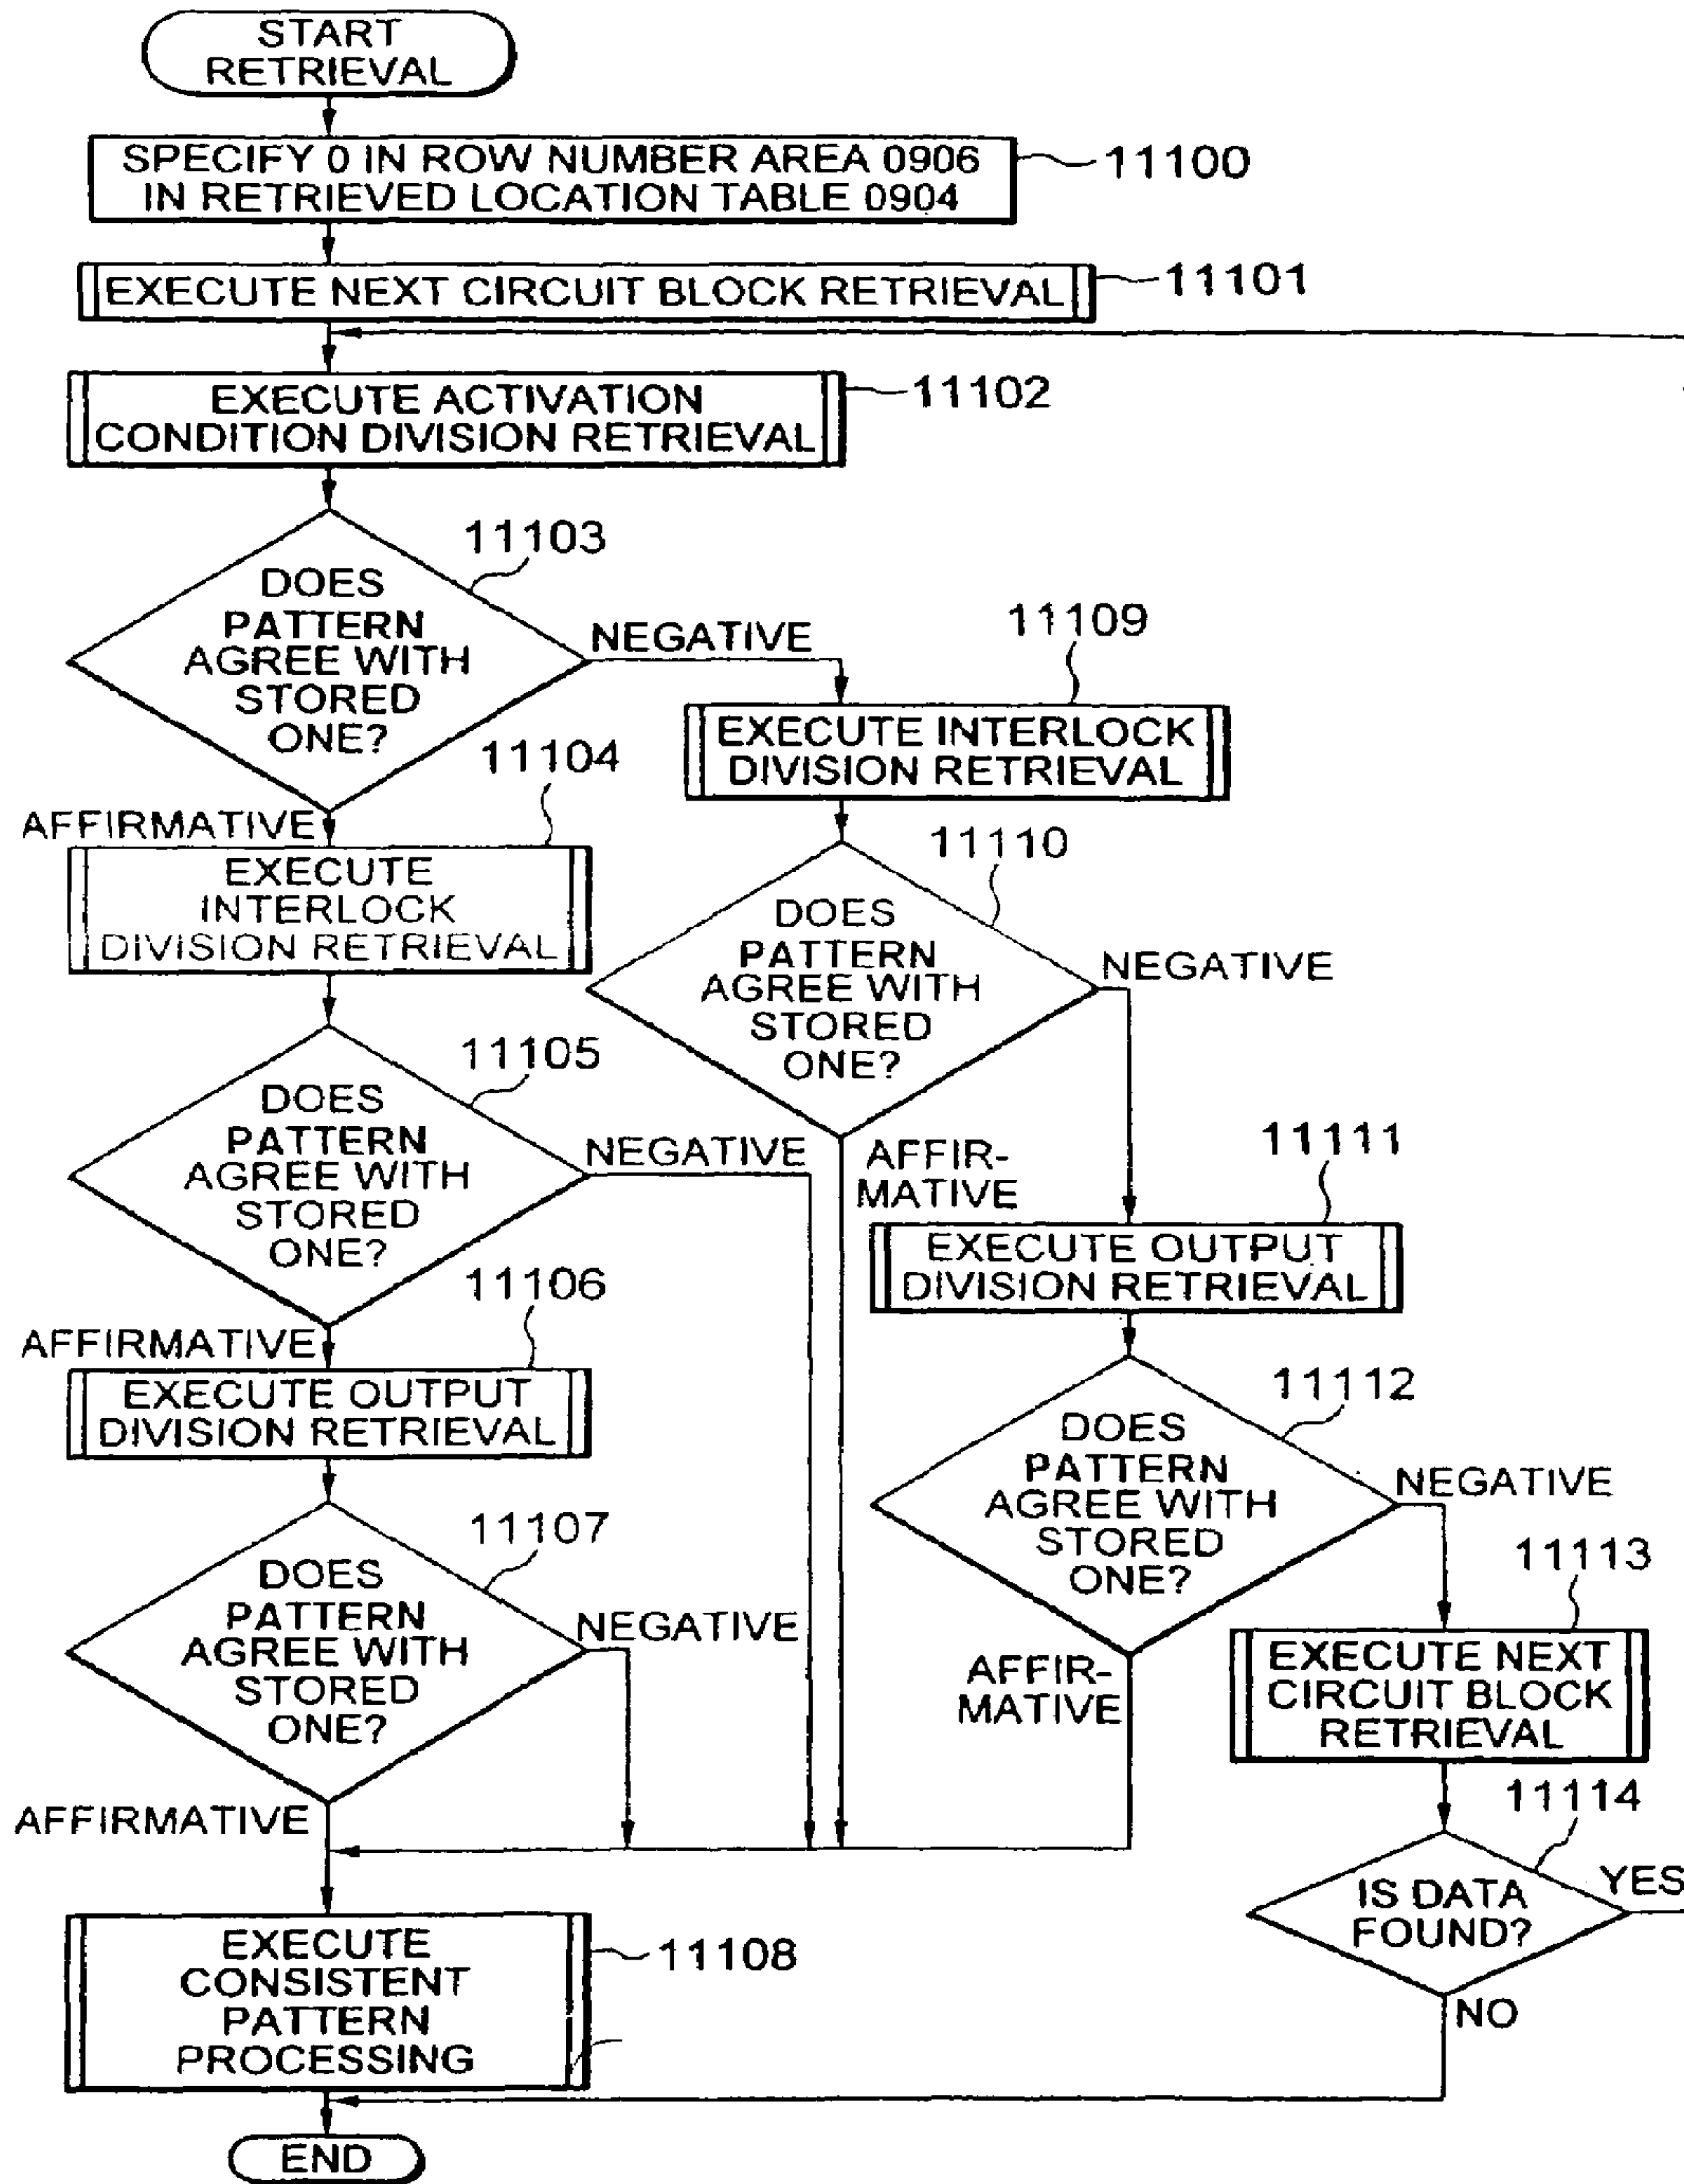 START
RETRIEVAL
SPECIFY 0 IN ROW NUMBER AREA 0906
IN RETRIEVED LOCATION TABLE 0904
11100
EXECUTE NEXT CIRCUIT BLOCK RETRIEVAL
11101
EXECUTE ACTIVATION
CONDITION DIVISION RETRIEVAL
11102
11103
DOES
PATTERN
AGREE WITH
STORED
ONE?
NEGATIVE
AFFIRMATIVE
11109
EXECUTE INTERLOCK
DIVISION RETRIEVAL
11104
EXECUTE
INTERLOCK
DIVISION RETRIEVAL
11110
DOES
PATTERN
AGREE WITH
STORED
ONE?
NEGATIVE
AFFIR-
MATIVE
11105
DOES
PATTERN
AGREE WITH
STORED
ONE?
NEGATIVE
AFFIRMATIVE
11111
EXECUTE OUTPUT
DIVISION RETRIEVAL
11106
EXECUTE OUTPUT
DIVISION RETRIEVAL
11112
DOES
PATTERN
AGREE WITH
STORED
ONE?
NEGATIVE
AFFIR-
MATIVE
11107
DOES
PATTERN
AGREE WITH
STORED
ONE?
NEGATIVE
AFFIRMATIVE
11113
EXECUTE NEXT
CIRCUIT BLOCK
RETRIEVAL
11114
IS DATA
FOUND?
YES
NO
EXECUTE
CONSISTENT
PATTERN
PROCESSING
11108
END